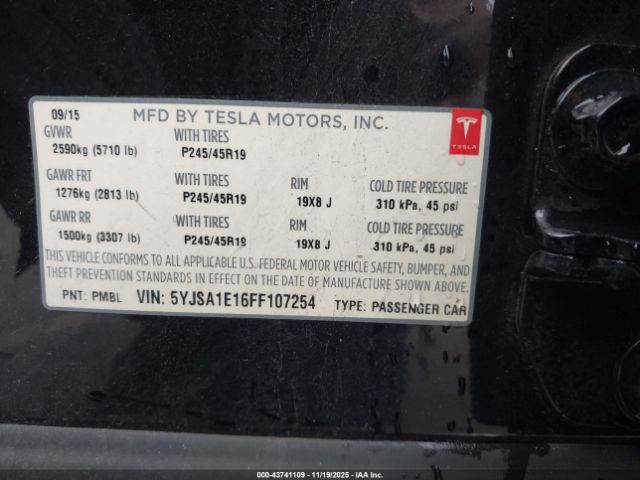 09/15 MFD BY TESLA MOTORS, INC.
GVWR WITH TIRES
2590kg (5710 lb) P245/45R19
TESLA
GAWR FRT WITH TIRES RIM COLD TIRE PRESSURE
1276kg (2813 lb) P245/45R19 19X8 J 310 kPa, 45 psi
GAWR RR WITH TIRES RIM COLD TIRE PRESSURE
1500kg (3307 lb) P245/45R19 19X8 J 310 kPa, 45 psi
THIS VEHICLE CONFORMS TO ALL APPLICABLE U.S. FEDERAL MOTOR VEHICLE SAFETY, BUMPER, AND
THEFT PREVENTION STANDARDS IN EFFECT ON THE DATE OF MANUFACTURE SHOWN ABOVE.
PNT: PMBL VIN: 5YJSA1E16FF107254 TYPE: PASSENGER CAR
000-43741109 - 11/19/2025 - IAA Inc.